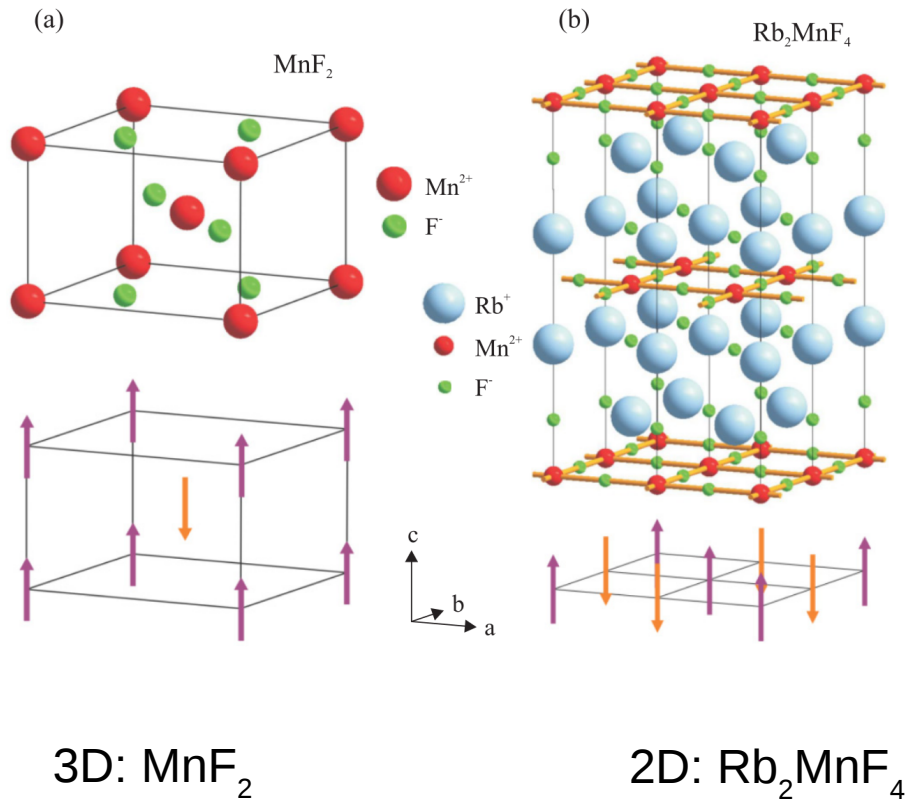 (a)
MnF₂
Mn²⁺
F⁻
(b)
Rb₂MnF₄
Rb⁺
Mn²⁺
F⁻
c
b
a
3D: MnF₂
2D: Rb₂MnF₄